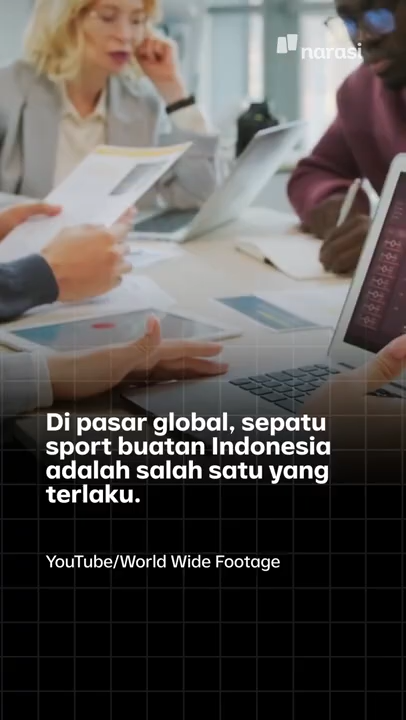 narasi
Di pasar global, sepatu
sport buatan Indonesia
adalah salah satu yang
terlaku.
YouTube/World Wide Footage